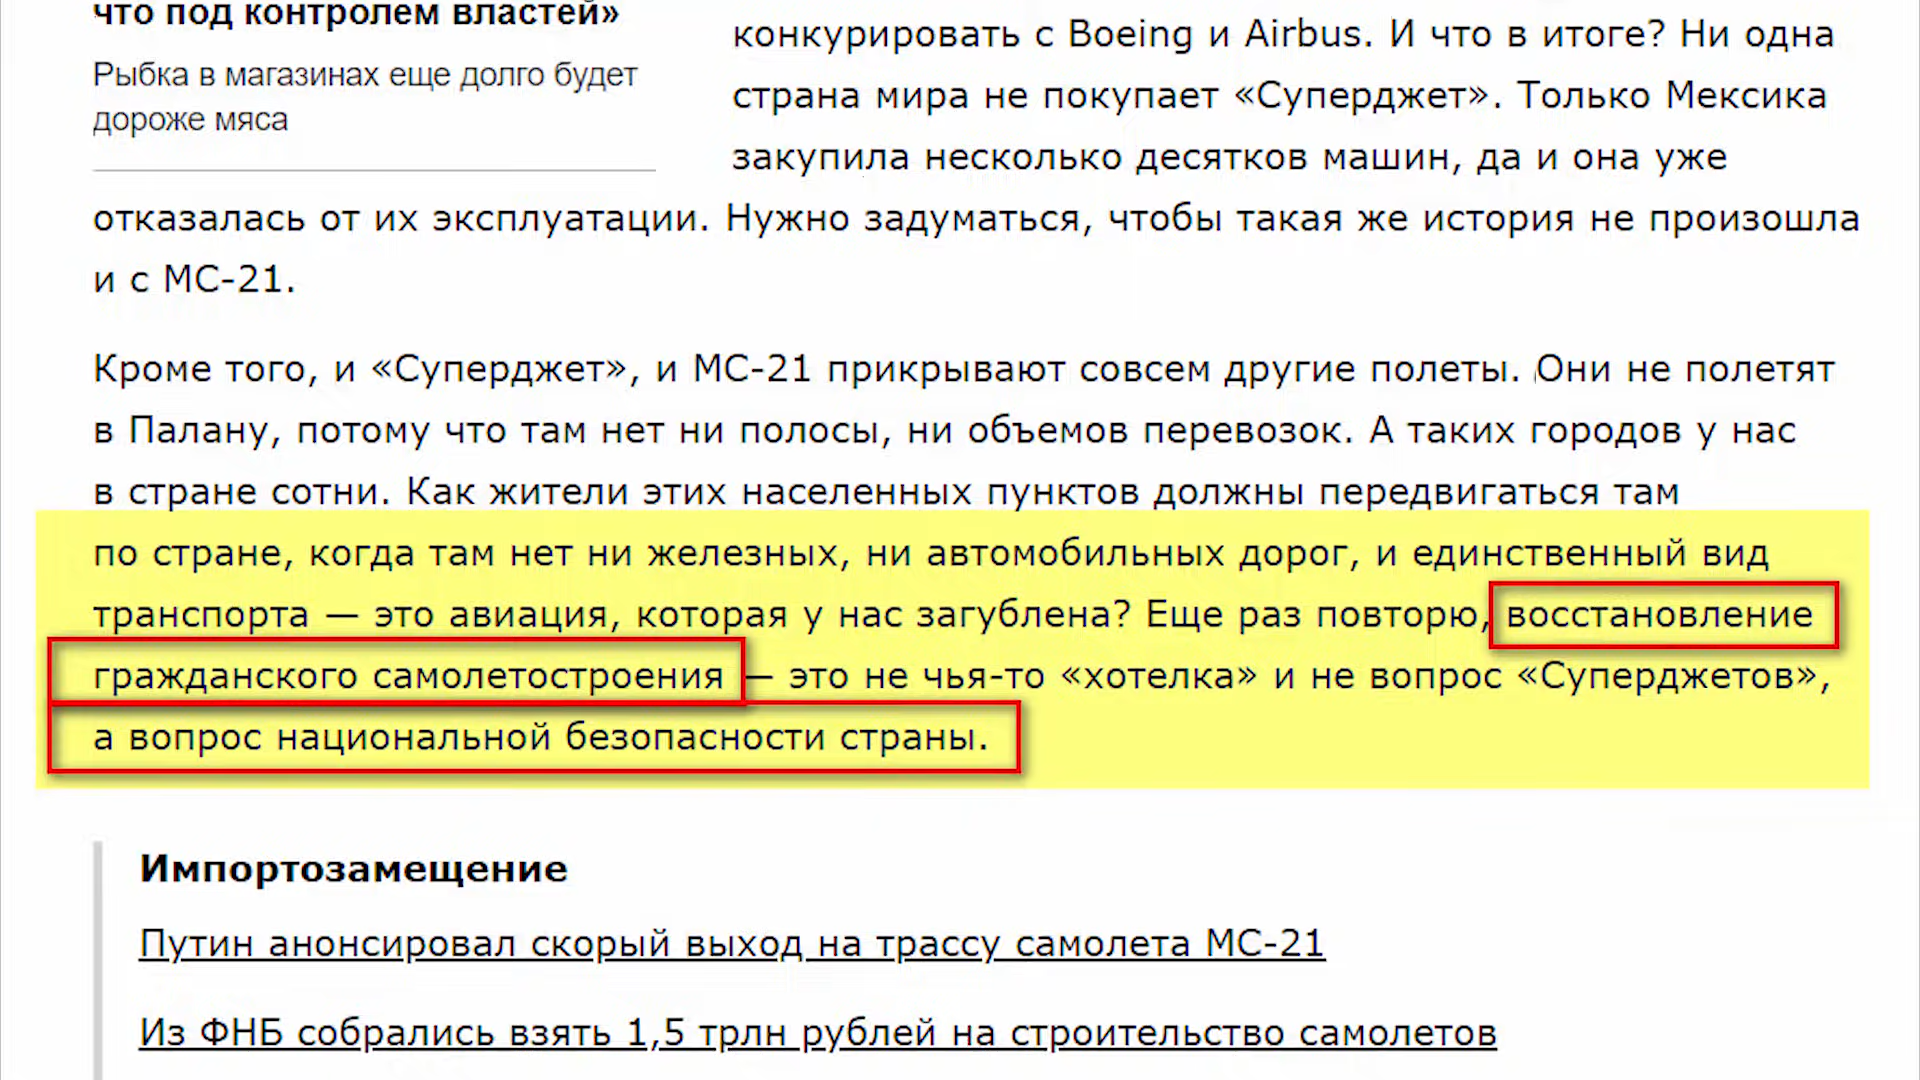 что под контролем властей»
Рыбка в магазинах еще долго будет
дороже мяса
конкурировать с Boeing и Airbus. И что в итоге? Ни одна
страна мира не покупает «Суперджет». Только Мексика
закупила несколько десятков машин, да и она уже
отказалась от их эксплуатации. Нужно задуматься, чтобы такая же история не произошла
и с МС-21.
Кроме того, и «Суперджет», и МС-21 прикрывают совсем другие полеты. Они не полетят
в Палану, потому что там нет ни полосы, ни объемов перевозок. А таких городов у нас
в стране сотни. Как жители этих населенных пунктов должны передвигаться там
по стране, когда там нет ни железных, ни автомобильных дорог, и единственный вид
транспорта — это авиация, которая у нас загублена? Еще раз повторю, восстановление
гражданского самолетостроения — это не чья-то «хотелка» и не вопрос «Суперджетов»,
а вопрос национальной безопасности страны.
Импортозамещение
Путин анонсировал скорый выход на трассу самолета МС-21
Из ФНБ собрались взять 1,5 трлн рублей на строительство самолетов